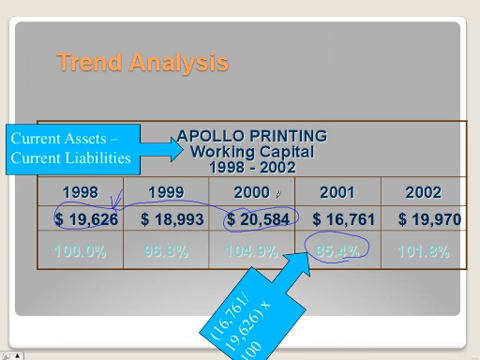 Trend Analysis
Current Assets –
Current Liabilities
APOLLO PRINTING
Working Capital
1998 - 2002
1998 1999 2000 2001 2002
$ 19,626 $ 18,993 $ 20,584 $ 16,761 $ 19,970
100.0% 96.8% 104.9% 85.4% 101.8%
(16,761/
19,626) x
100